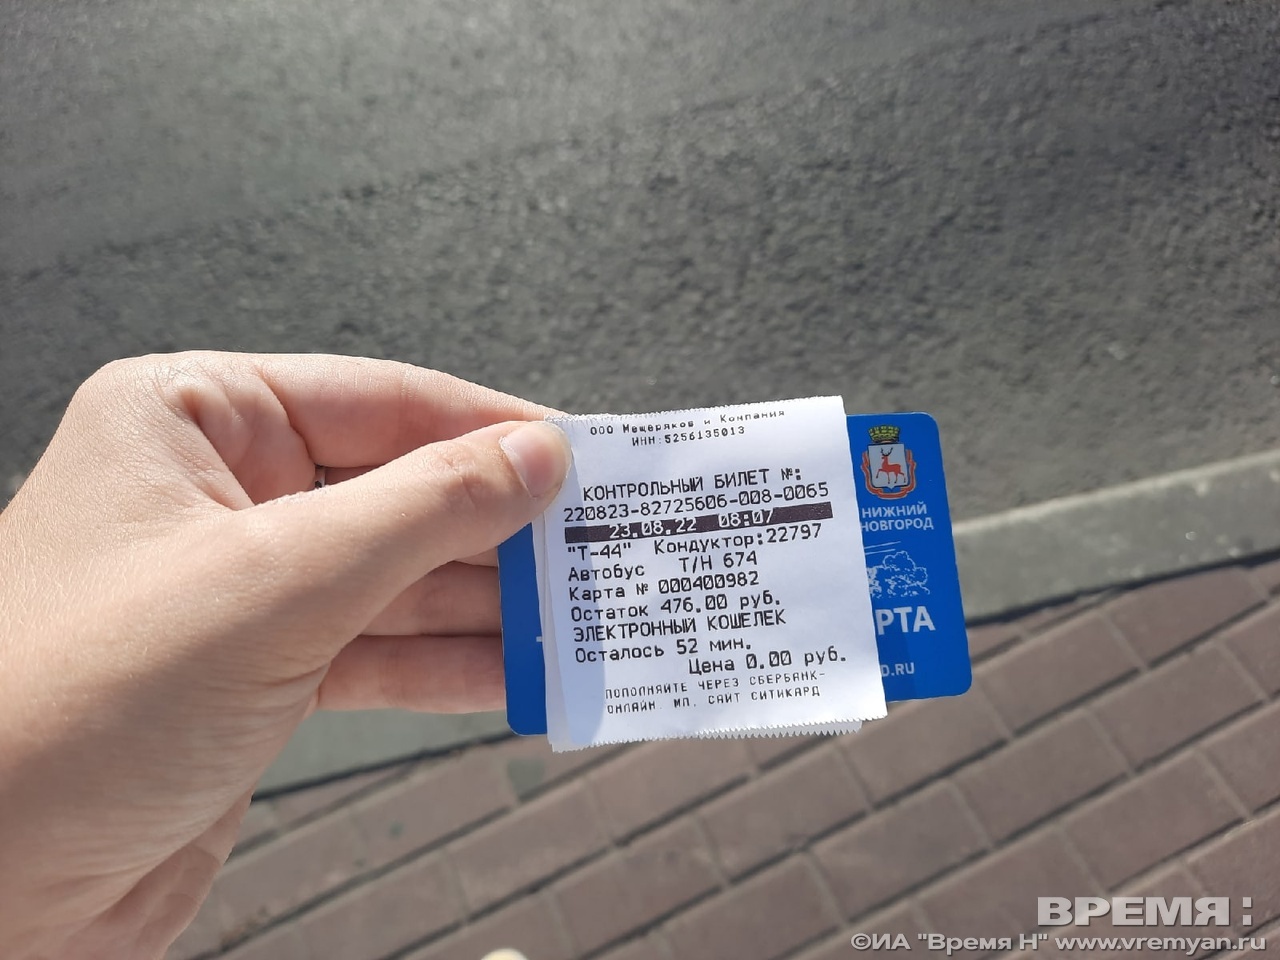 ООО Мещеряков и Компания
ИНН:5256135013
КОНТРОЛЬНЫЙ БИЛЕТ №:
220823-82725606-008-0065
23.08.22 08:07
"Т-44" Кондуктор:22797
Автобус Т/Н 674
Карта № 000400982
Остаток 476.00 руб.
ЭЛЕКТРОННЫЙ КОШЕЛЕК
Осталось 52 мин.
Цена 0.00 руб.
ПОПОЛНЯЙТЕ ЧЕРЕЗ СБЕРБАНК-
ОНЛАЙН, МП, САЙТ СИТИКАРД
НИЖНИЙ
НОВГОРД
РТА
D.RU
ВРЕМЯ:
©ИА "Время Н" www.vremyan.ru